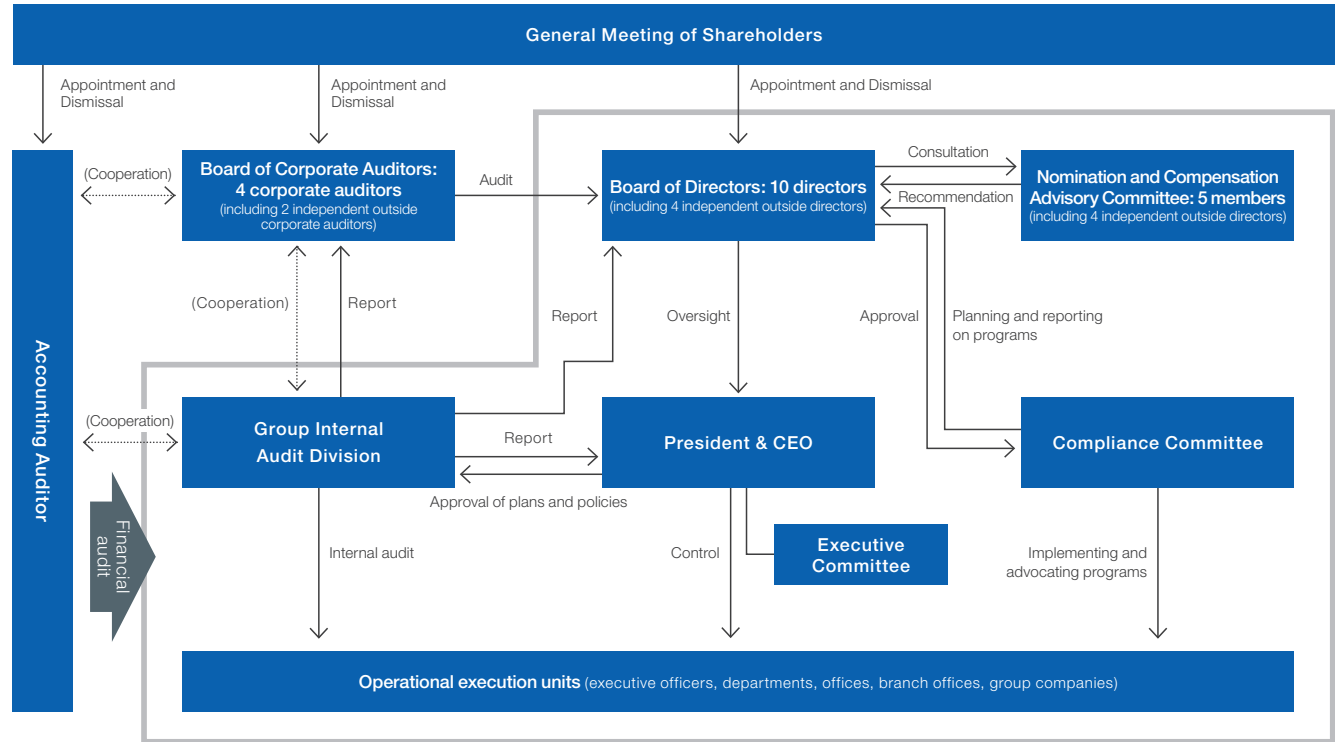 General Meeting of Shareholders
Appointment and
Dismissal
Appointment and
Dismissal
Appointment and Dismissal
Accounting Auditor
(Cooperation)
Board of Corporate Auditors:
4 corporate auditors
(including 2 independent outside
corporate auditors)
Audit
Board of Directors: 10 directors
(including 4 independent outside directors)
Consultation
Recommendation
Nomination and Compensation
Advisory Committee: 5 members
(including 4 independent outside directors)
(Cooperation)
Report
Report
Oversight
Approval
Planning and reporting
on programs
(Cooperation)
Group Internal
Audit Division
Report
Approval of plans and policies
President & CEO
Compliance Committee
Financial
audit
Internal audit
Control
Executive
Committee
Implementing and
advocating programs
Operational execution units (executive officers, departments, offices, branch offices, group companies)